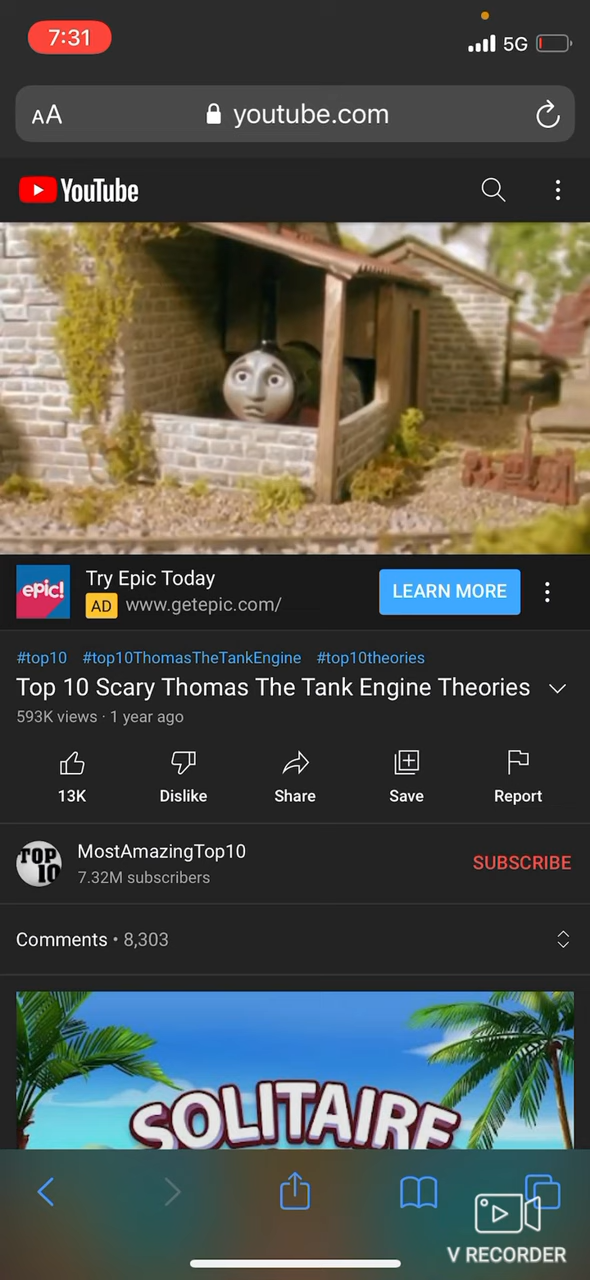 7:31
5G
AA
youtube.com
YouTube
epic!
Try Epic Today
LEARN MORE
AD www.getepic.com/
#top10 #top10ThomasTheTankEngine #top10theories
Top 10 Scary Thomas The Tank Engine Theories
593K views · 1 year ago
13K
Dislike
Share
Save
Report
TOP
10
MostAmazingTop10
7.32M subscribers
SUBSCRIBE
Comments • 8,303
SOLITAIRE
V RECORDER